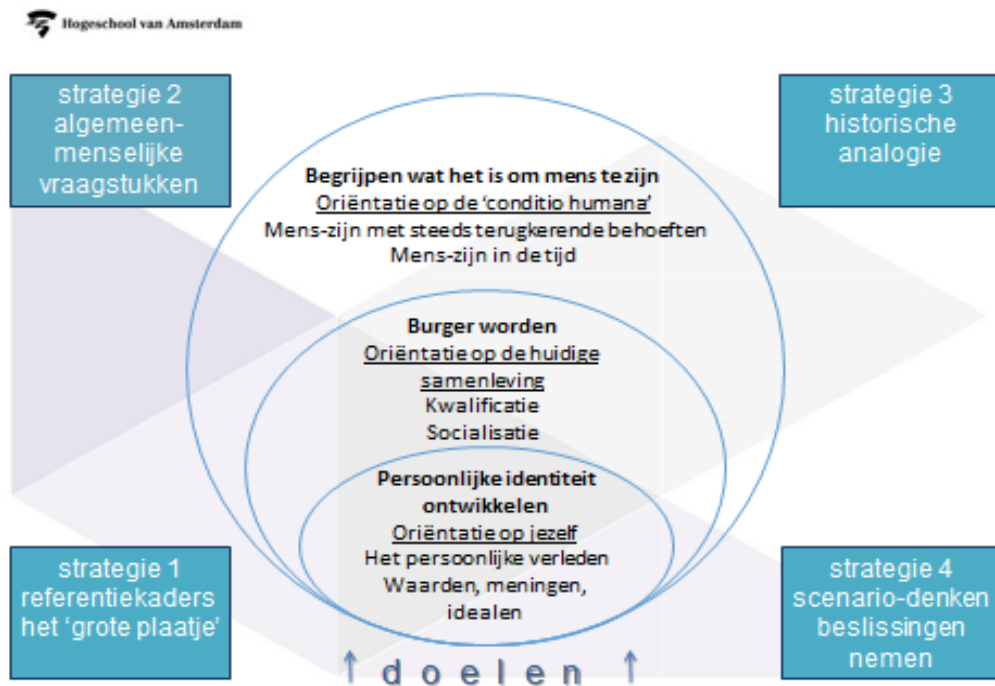 Hogeschool van Amsterdam
strategie 2
algemeen-
menselijke
vraagstukken
strategie 3
historische
analogie
Begrijpen wat het is om mens te zijn
Oriëntatie op de ‘conditio humana’
Mens-zijn met steeds terugkerende behoeften
Mens-zijn in de tijd
Burger worden
Oriëntatie op de huidige
samenleving
Kwalificatie
Socialisatie
Persoonlijke identiteit
ontwikkelen
Oriëntatie op jezelf
Het persoonlijke verleden
Waarden, meningen,
idealen
strategie 1
referentiekaders
het ‘grote plaatje’
strategie 4
scenario-denken
beslissingen
nemen
↑ doelen ↑